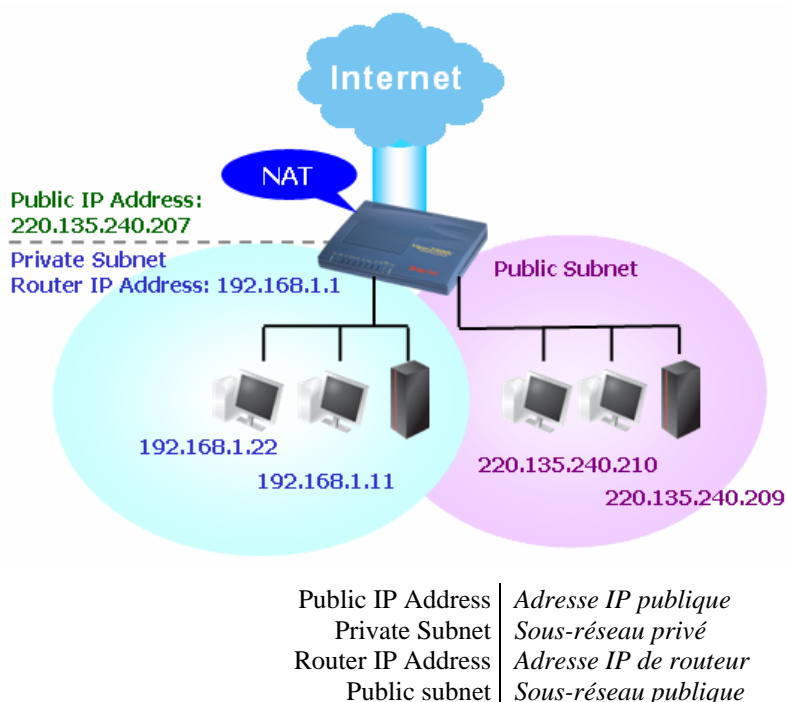 Internet
NAT
Public IP Address:
220.135.240.207
Private Subnet
Router IP Address: 192.168.1.1
Public Subnet
192.168.1.22
192.168.1.11
220.135.240.210
220.135.240.209
Public IP Address Adresse IP publique
Private Subnet Sous-réseau privé
Router IP Address Adresse IP de routeur
Public subnet Sous-réseau publique